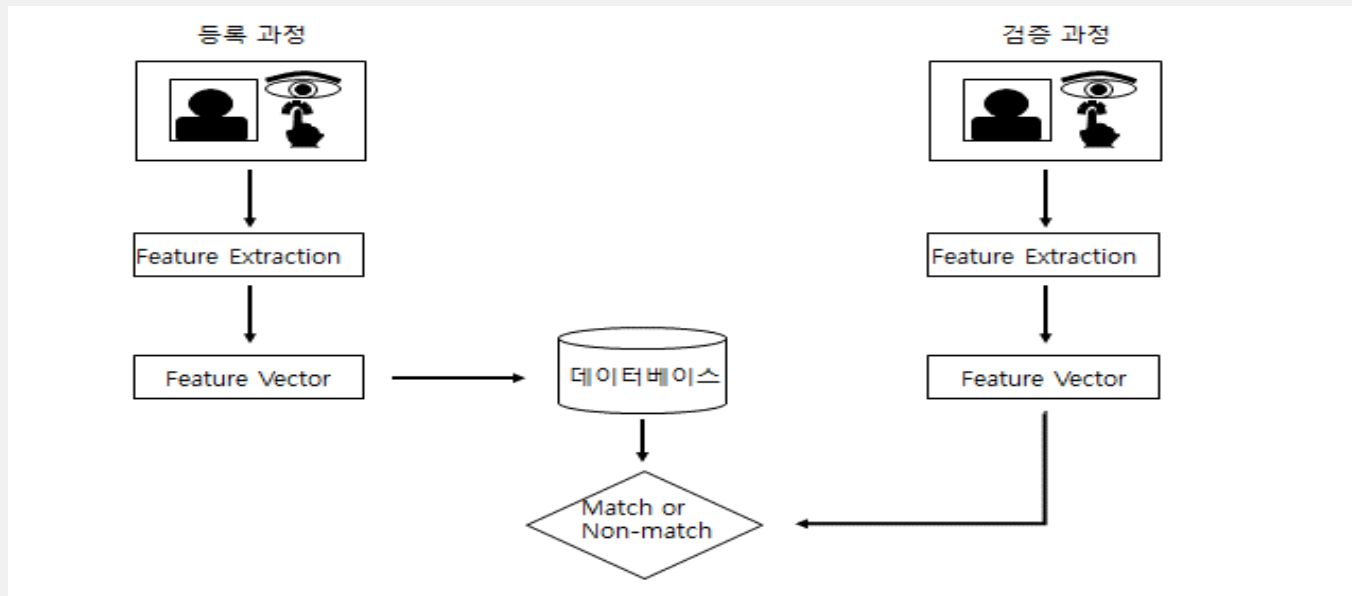 등록 과정
검증 과정
Feature Extraction
Feature Extraction
Feature Vector
데이터베이스
Feature Vector
Match or
Non-match